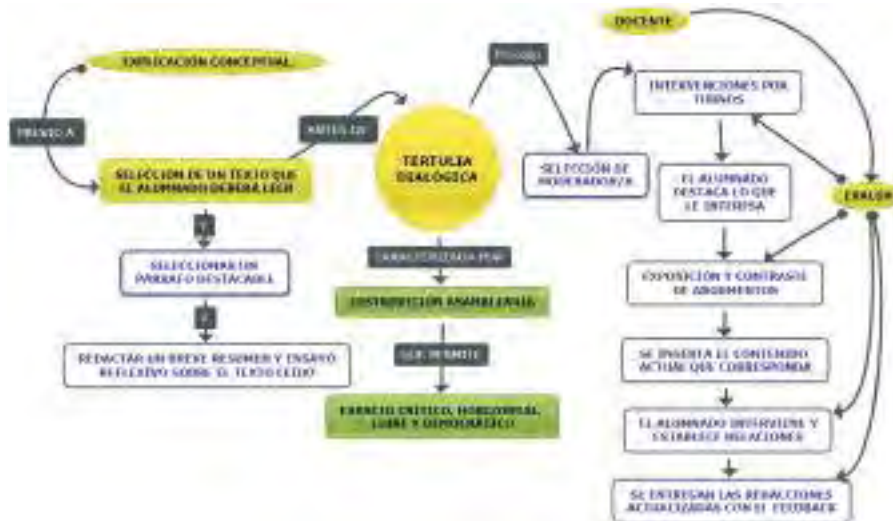 EXPLICACIÓN CONCEPTUAL
PREVIO A
SELECCIÓN DE UN TEXTO QUE
EL ALUMNADO DEBERÁ LEER
Y
SELECCIONAR UN
PÁRRAFO DESTACABLE
Y
REDACTAR UN BREVE RESUMEN Y ENSAYO
REFLEXIVO SOBRE EL TEXTO LEÍDO
ANTES DE
TERTULIA
DIALÓGICA
CARACTERIZADA POR
DISTRIBUCIÓN ASAMBLEARIA
QUE PERMITE
ESPACIO CRÍTICO, HORIZONTAL,
LIBRE Y DEMOCRÁTICO
SELECCIÓN DE
MODERADOR/A
DOCENTE
INTERVENCIONES POR
TURNOS
EL ALUMNADO
DESTACA LO QUE
LE INTERESA
EVALÚA
EXPOSICIÓN Y CONTRASTE
DE ARGUMENTOS
SE INSERTA EL CONTENIDO
ACTUAL QUE CORRESPONDA
EL ALUMNADO INTERVIENE Y
ESTABLECE RELACIONES
SE ENTREGAN LAS REDACCIONES
ACTUALIZADAS CON EL FEEDBACK